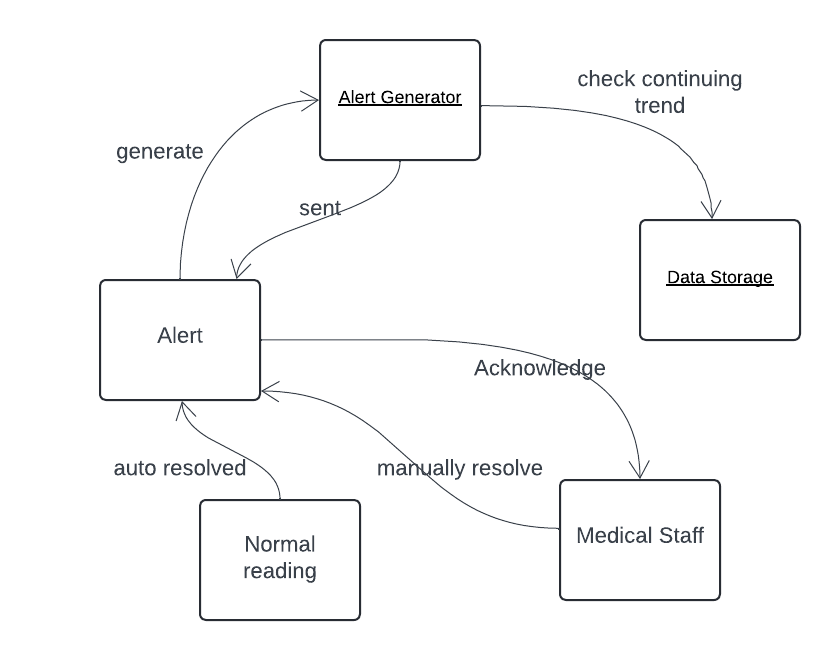 check continuing
trend
Alert Generator
generate
sent
Data Storage
Alert
Acknowledge
auto resolved
manually resolve
Medical Staff
Normal
reading